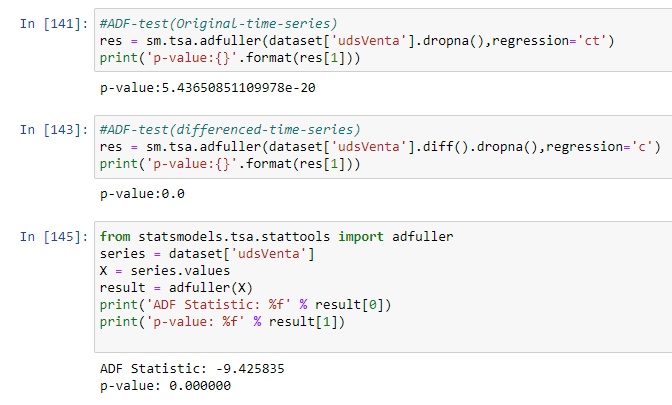 In [141]: #ADF-test(Original-time-series)
res = sm.tsa.adfuller(dataset['udsVenta'].dropna(),regression='ct')
print('p-value:{}'.format(res[1]))
p-value:5.43650851109978e-20
In [143]: #ADF-test(differenced-time-series)
res = sm.tsa.adfuller(dataset['udsVenta'].diff().dropna(),regression='c')
print('p-value:{}'.format(res[1]))
p-value:0.0
In [145]: from statsmodels.tsa.stattools import adfuller
series = dataset['udsVenta']
X = series.values
result = adfuller(X)
print('ADF Statistic: %f' % result[0])
print('p-value: %f' % result[1])
ADF Statistic: -9.425835
p-value: 0.000000